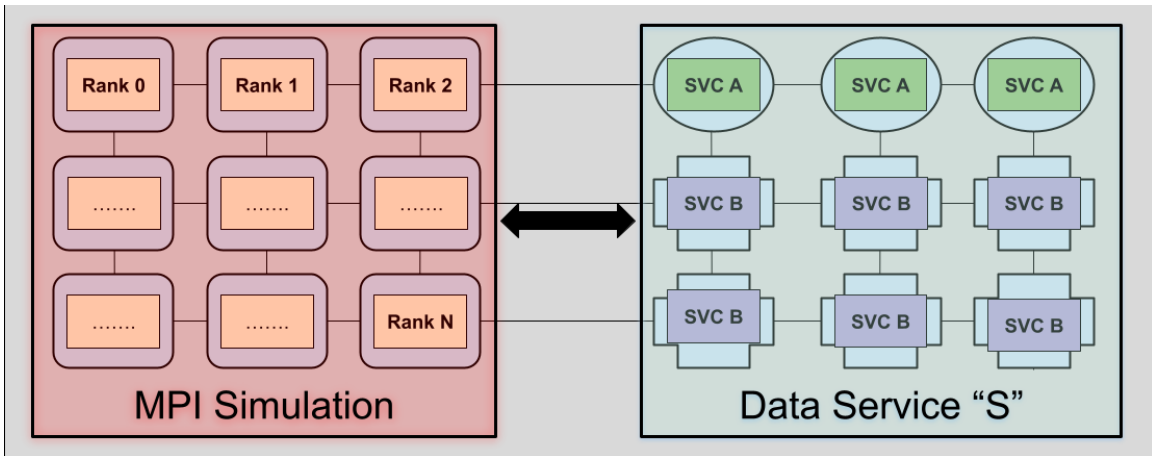 Rank 0
Rank 1
Rank 2
…….
…….
…….
…….
…….
Rank N
MPI Simulation
SVC A
SVC A
SVC A
SVC B
SVC B
SVC B
SVC B
SVC B
SVC B
Data Service “S”